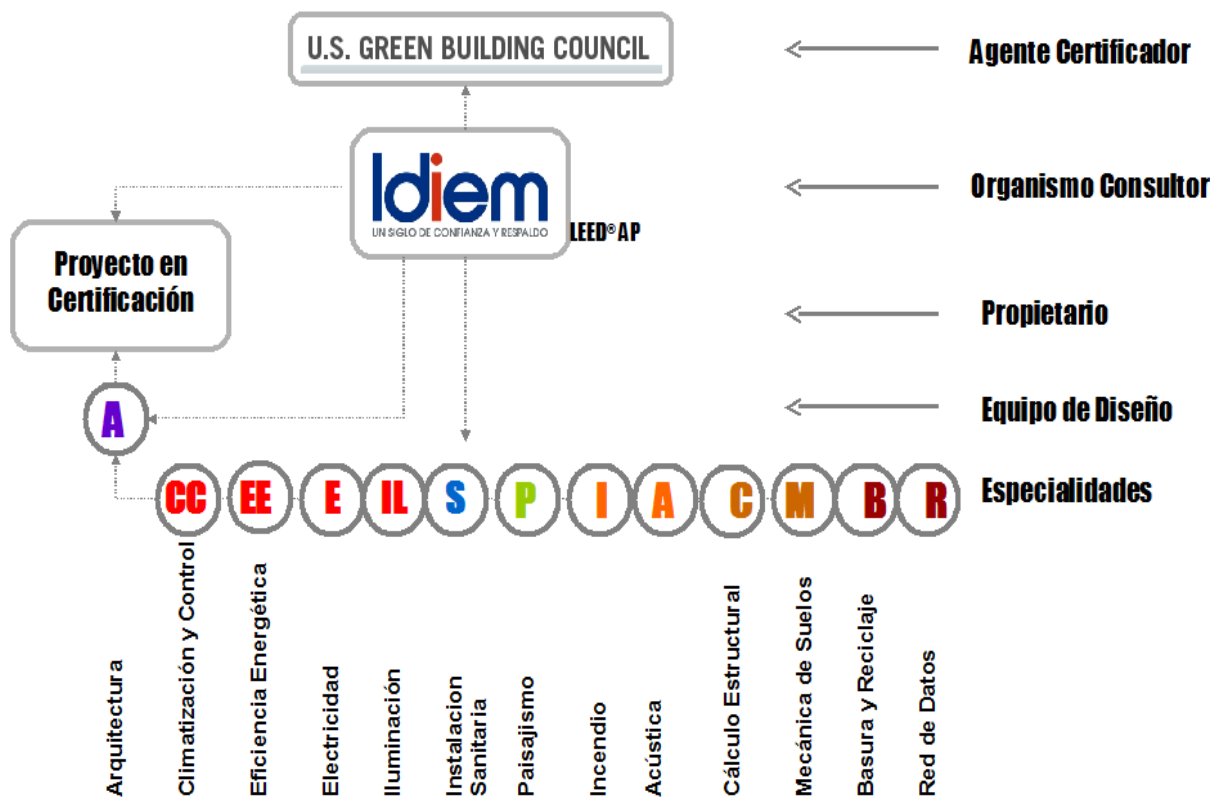 U.S. GREEN BUILDING COUNCIL
Agente Certificador
Idiem
UN SIGLO DE CONFIANZA Y RESPALDO
LEED® AP
Organismo Consultor
Proyecto en
Certificación
Propietario
A
Equipo de Diseño
CC EE E IL S P I A C M B R
Especialidades
Arquitectura
Climatización y Control
Eficiencia Energética
Electricidad
Iluminación
Instalacion
Sanitaria
Paisajismo
Incendio
Acústica
Cálculo Estructural
Mecánica de Suelos
Basura y Reciclaje
Red de Datos